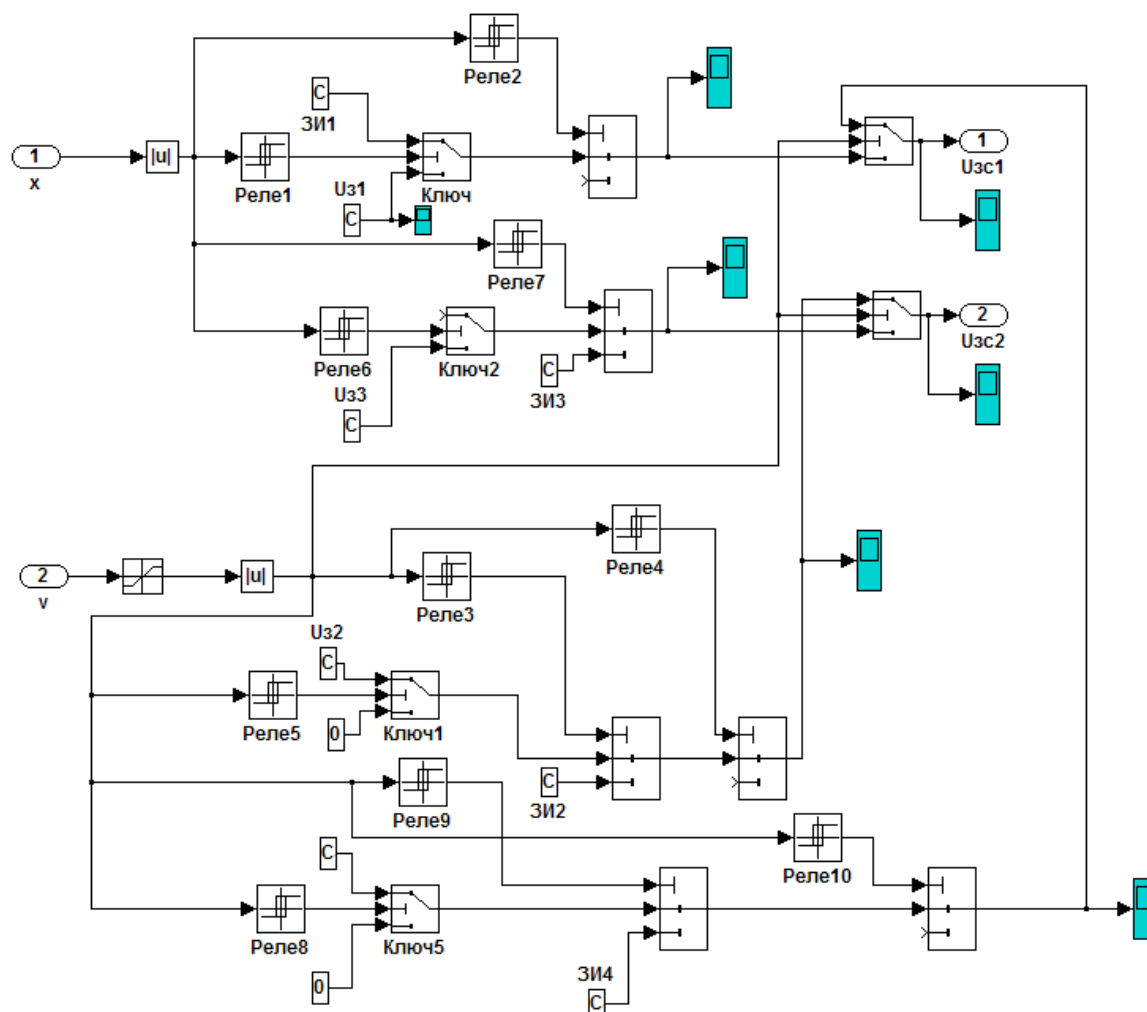 Реле2
C
ЗИ1
1
x
|u|
Реле1
Uз1
C
Ключ
1
Uзс1
Реле7
2
Uзс2
Реле6
Ключ2
C
ЗИ3
Uз3
C
2
v
|u|
Реле4
Реле3
Uз2
C
Реле5
0
Ключ1
C
ЗИ2
Реле9
C
Реле10
Реле8
Ключ5
0
ЗИ4
C